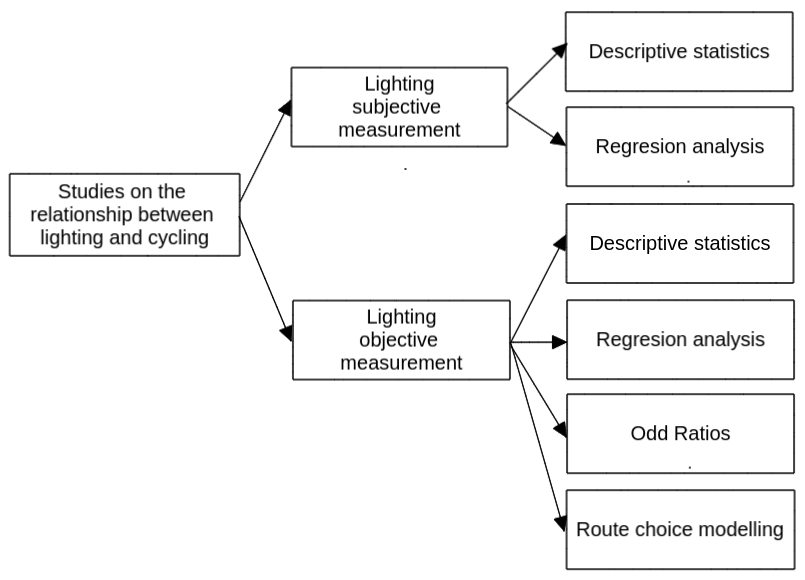 Studies on the
relationship between
lighting and cycling
Lighting
subjective
measurement
.
Descriptive statistics
Regresion analysis
.
Lighting
objective
measurement
Descriptive statistics
Regresion analysis
Odd Ratios
.
Route choice modelling